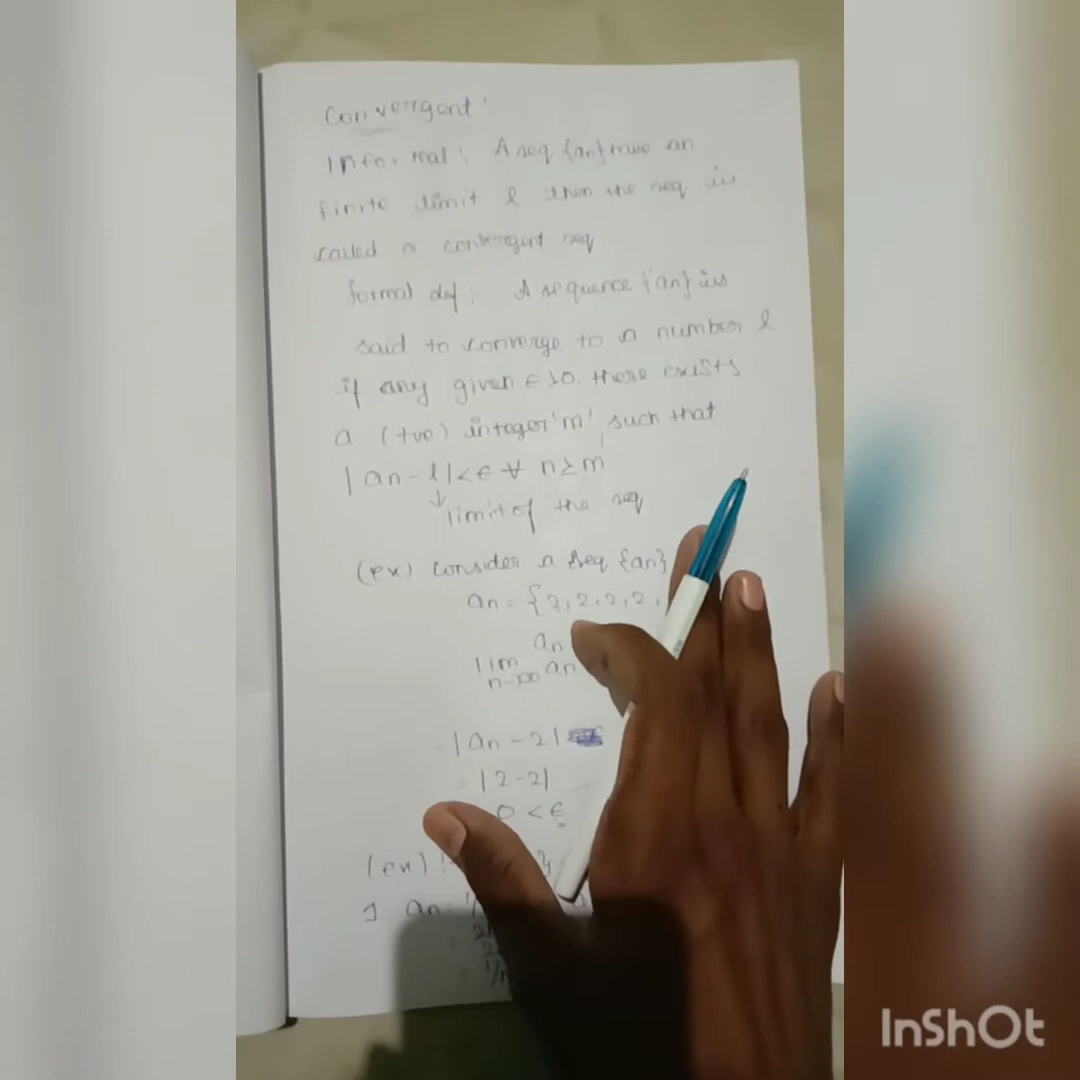 Convergent
Informal: A seq {an} have an
finite limit l then the seq is
called a convergent seq
formal def: A sequence {an} is
said to converge to a number l
if any given ∈>0. there exists
a (+ve) integer 'm' such that
|an - l| < ∈ ∀ n ≥ m
↓
limit of the seq
(ex) consider a seq {an}
an = {2, 2, 2, 2,
an
lim an
n→∞
|an - 2|
= |2-2|
0 < ∈
(ex)
1 an
InShOt